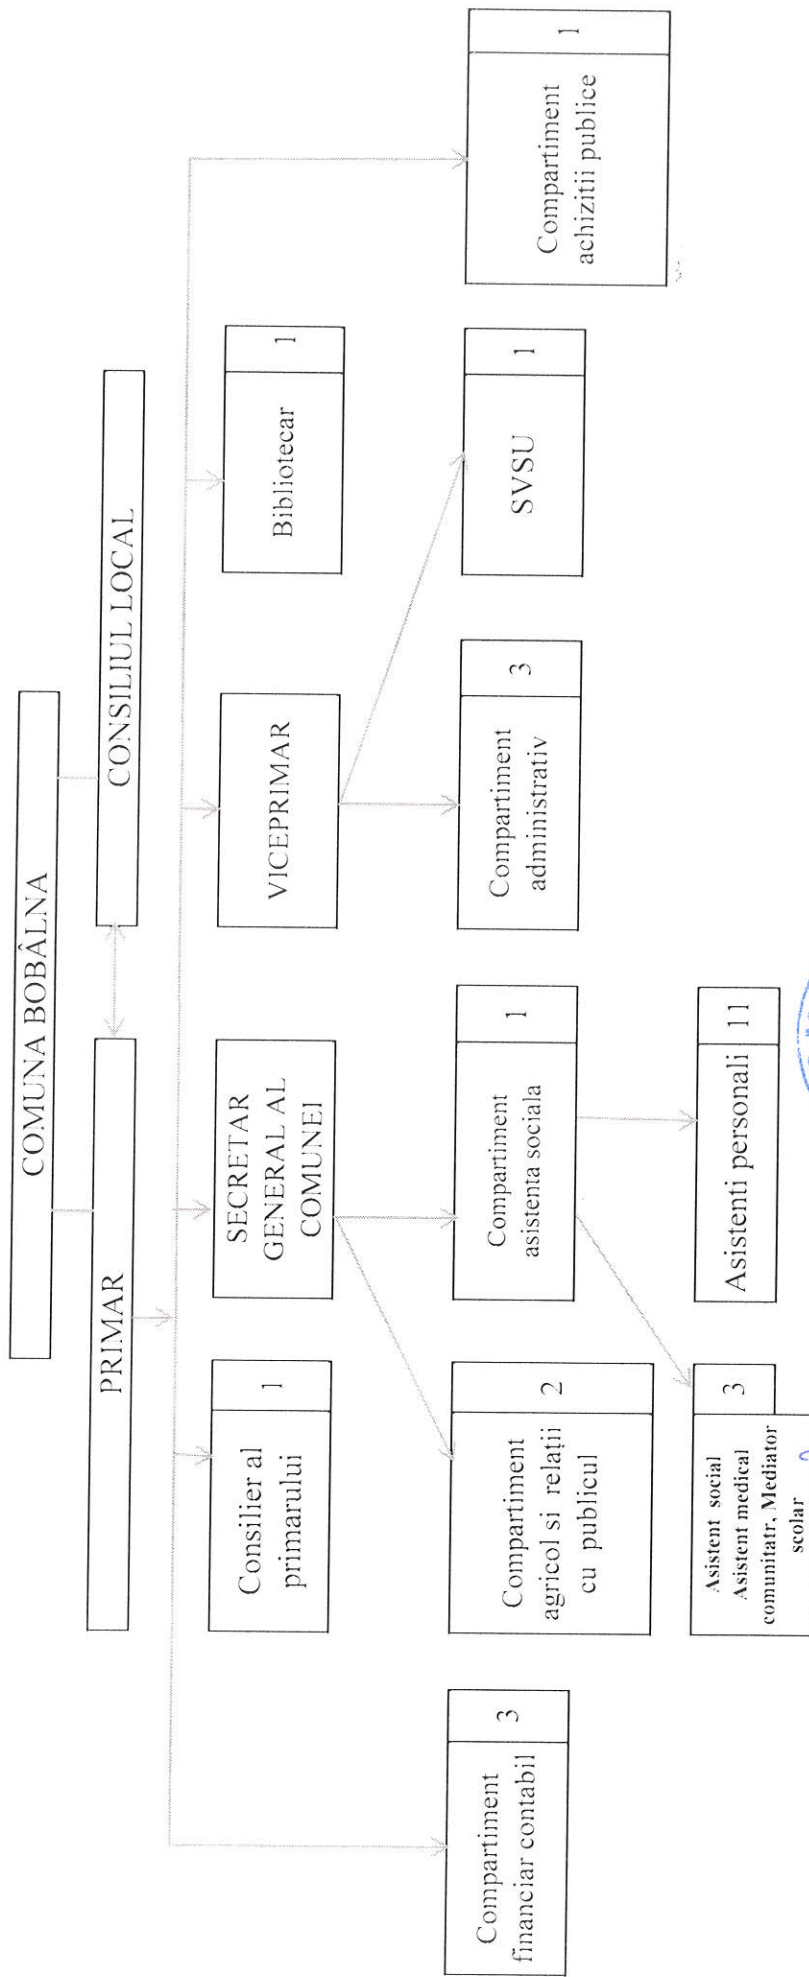 COMUNA BOBÂLNA
PRIMAR
CONSILIUL LOCAL
Consilier al
primarului
1
SECRETAR
GENERAL AL
COMUNEI
VICEPRIMAR
Bibliotecar
1
Compartiment
financiar contabil
3
Compartiment
agricol si relații
cu publicul
2
Compartiment
asistenta sociala
1
Compartiment
administrativ
3
SVSU
1
Compartiment
achizitii publice
1
Asistent social
Asistent medical
comunitatr, Mediator
scolar
3
Asistenti personali
11